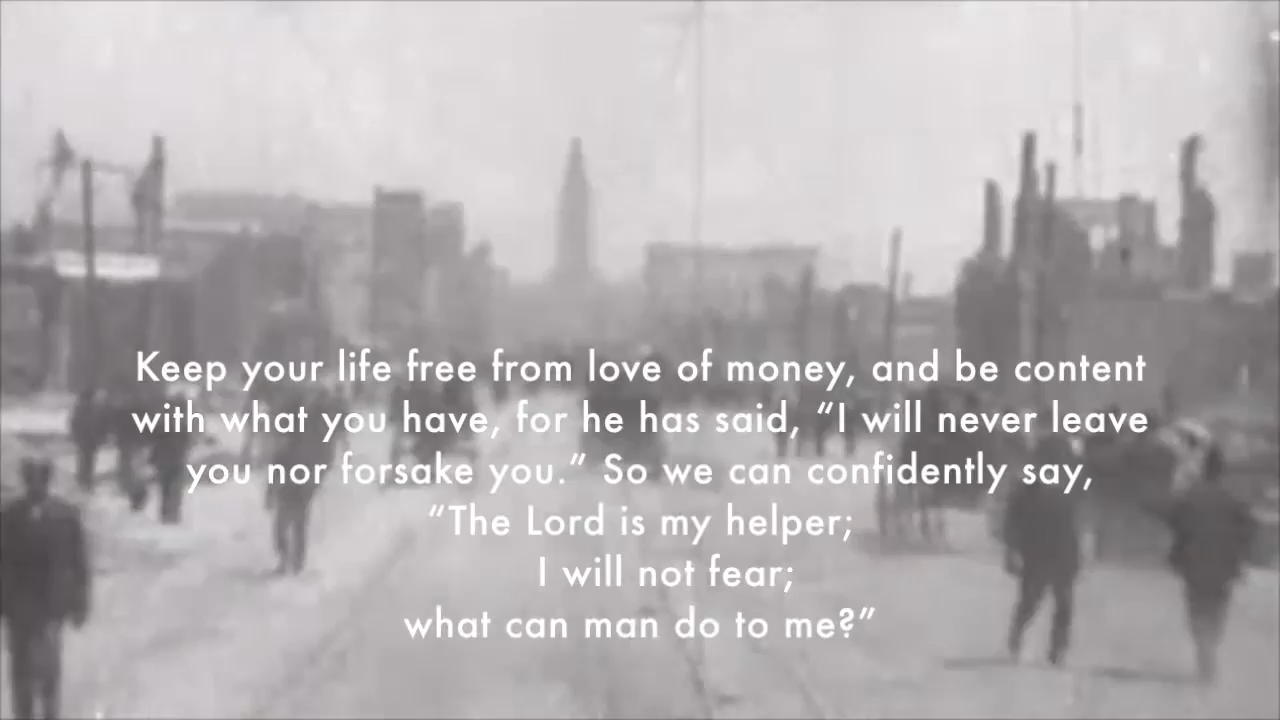 Keep your life free from love of money, and be content
with what you have, for he has said, “I will never leave
you nor forsake you.” So we can confidently say,
“The Lord is my helper;
I will not fear;
what can man do to me?”